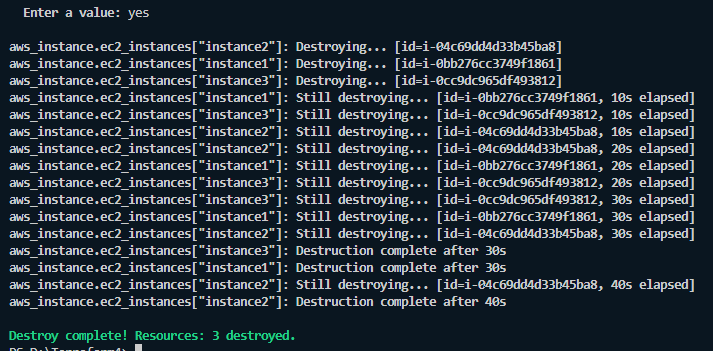 Enter a value: yes
aws_instance.ec2_instances["instance2"]: Destroying... [id=i-04c69dd4d33b45ba8]
aws_instance.ec2_instances["instance1"]: Destroying... [id=i-0bb276cc3749f1861]
aws_instance.ec2_instances["instance3"]: Destroying... [id=i-0cc9dc965df493812]
aws_instance.ec2_instances["instance1"]: Still destroying... [id=i-0bb276cc3749f1861, 10s elapsed]
aws_instance.ec2_instances["instance3"]: Still destroying... [id=i-0cc9dc965df493812, 10s elapsed]
aws_instance.ec2_instances["instance2"]: Still destroying... [id=i-04c69dd4d33b45ba8, 10s elapsed]
aws_instance.ec2_instances["instance2"]: Still destroying... [id=i-04c69dd4d33b45ba8, 20s elapsed]
aws_instance.ec2_instances["instance1"]: Still destroying... [id=i-0bb276cc3749f1861, 20s elapsed]
aws_instance.ec2_instances["instance3"]: Still destroying... [id=i-0cc9dc965df493812, 20s elapsed]
aws_instance.ec2_instances["instance3"]: Still destroying... [id=i-0cc9dc965df493812, 30s elapsed]
aws_instance.ec2_instances["instance1"]: Still destroying... [id=i-0bb276cc3749f1861, 30s elapsed]
aws_instance.ec2_instances["instance2"]: Still destroying... [id=i-04c69dd4d33b45ba8, 30s elapsed]
aws_instance.ec2_instances["instance3"]: Destruction complete after 30s
aws_instance.ec2_instances["instance1"]: Destruction complete after 30s
aws_instance.ec2_instances["instance2"]: Still destroying... [id=i-04c69dd4d33b45ba8, 40s elapsed]
aws_instance.ec2_instances["instance2"]: Destruction complete after 40s
Destroy complete! Resources: 3 destroyed.